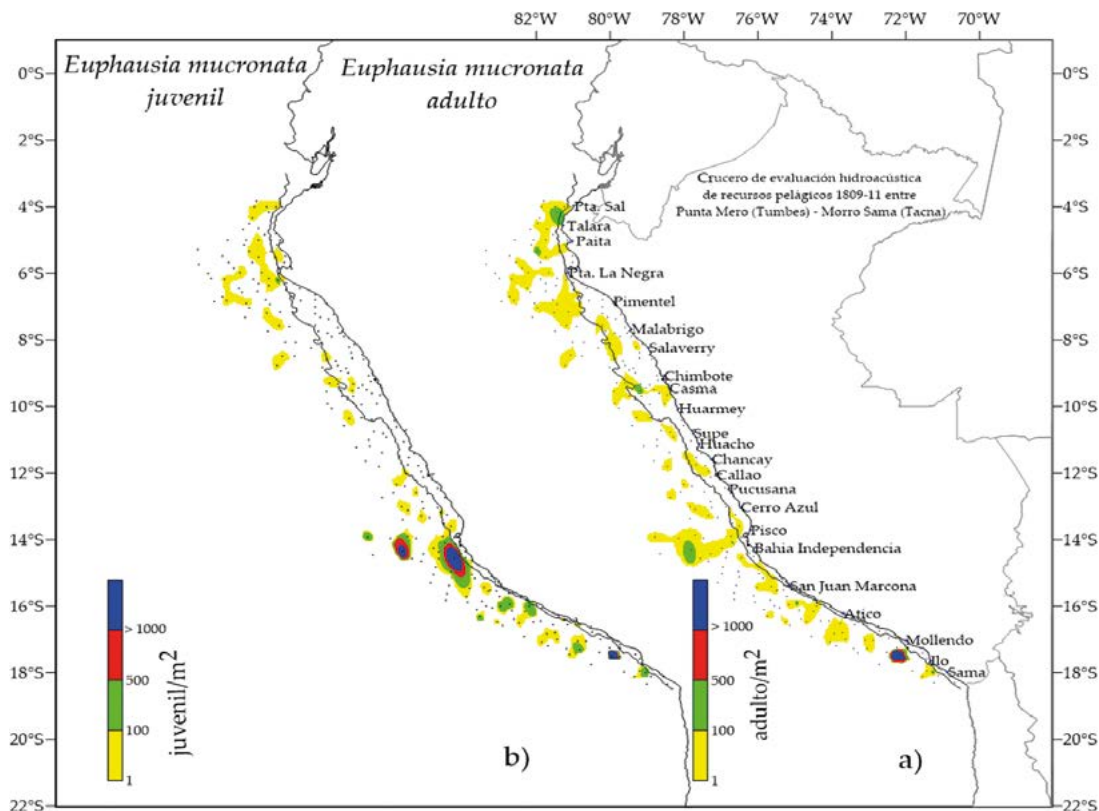 82°W 80°W 78°W 76°W 74°W 72°W 70°W
Euphausia mucronata
juvenil
Euphausia mucronata
adulto
0°S 0°S
2°S 2°S
4°S 4°S
6°S 6°S
8°S 8°S
10°S 10°S
12°S 12°S
14°S 14°S
16°S 16°S
18°S 18°S
20°S 20°S
22°S 22°S
Crucero de evaluación hidroacústica
de recursos pelágicos 1809-11 entre
Punta Mero (Tumbes) - Morro Sama (Tacna)
Pta. Sal
Talara
Paita
Pta. La Negra
Pimentel
Malabrigo
Salaverry
Chimbote
Casma
Huarmey
Supe
Huacho
Chancay
Callao
Pucusana
Cerro Azul
Pisco
Bahia Independencia
San Juan Marcona
Atico
Mollendo
Ilo
Sama
> 1000
500
100
1
juvenil/m²
b)
> 1000
500
100
1
adulto/m²
a)